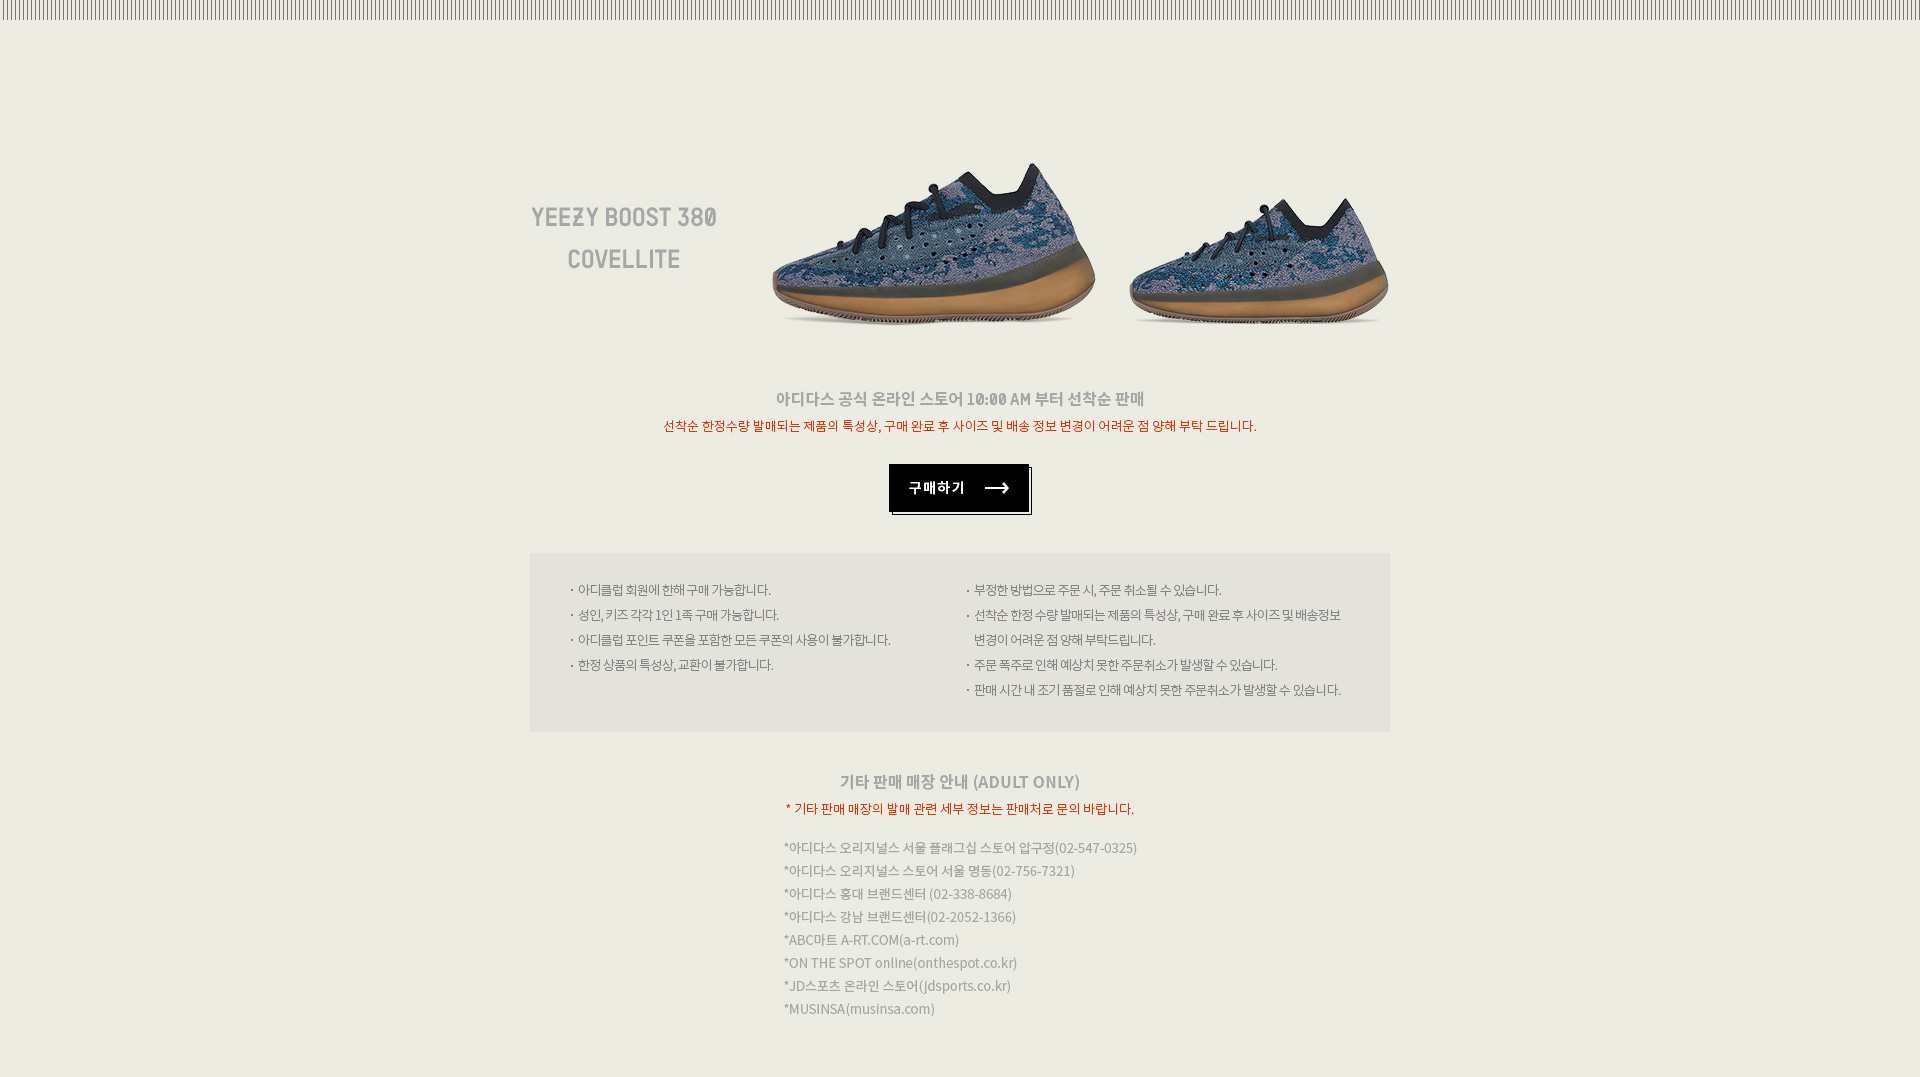 YEEZY BOOST 380
COVELLITE
아디다스 공식 온라인 스토어 10:00 AM 부터 선착순 판매
선착순 한정수량 발매되는 제품의 특성상, 구매 완료 후 사이즈 및 배송 정보 변경이 어려운 점 양해 부탁 드립니다.
구매하기
· 아디클럽 회원에 한해 구매 가능합니다.
· 성인, 키즈 각각 1인 1족 구매 가능합니다.
· 아디클럽 포인트 쿠폰을 포함한 모든 쿠폰의 사용이 불가합니다.
· 한정 상품의 특성상, 교환이 불가합니다.
· 부정한 방법으로 주문 시, 주문 취소될 수 있습니다.
· 선착순 한정 수량 발매되는 제품의 특성상, 구매 완료 후 사이즈 및 배송정보
변경이 어려운 점 양해 부탁드립니다.
· 주문 폭주로 인해 예상치 못한 주문취소가 발생할 수 있습니다.
· 판매 시간 내 조기 품절로 인해 예상치 못한 주문취소가 발생할 수 있습니다.
기타 판매 매장 안내 (ADULT ONLY)
* 기타 판매 매장의 발매 관련 세부 정보는 판매처로 문의 바랍니다.
*아디다스 오리지널스 서울 플래그십 스토어 압구정(02-547-0325)
*아디다스 오리지널스 스토어 서울 명동(02-756-7321)
*아디다스 홍대 브랜드센터 (02-338-8684)
*아디다스 강남 브랜드센터(02-2052-1366)
*ABC마트 A-RT.COM(a-rt.com)
*ON THE SPOT online(onthespot.co.kr)
*JD스포츠 온라인 스토어(jdsports.co.kr)
*MUSINSA(musinsa.com)